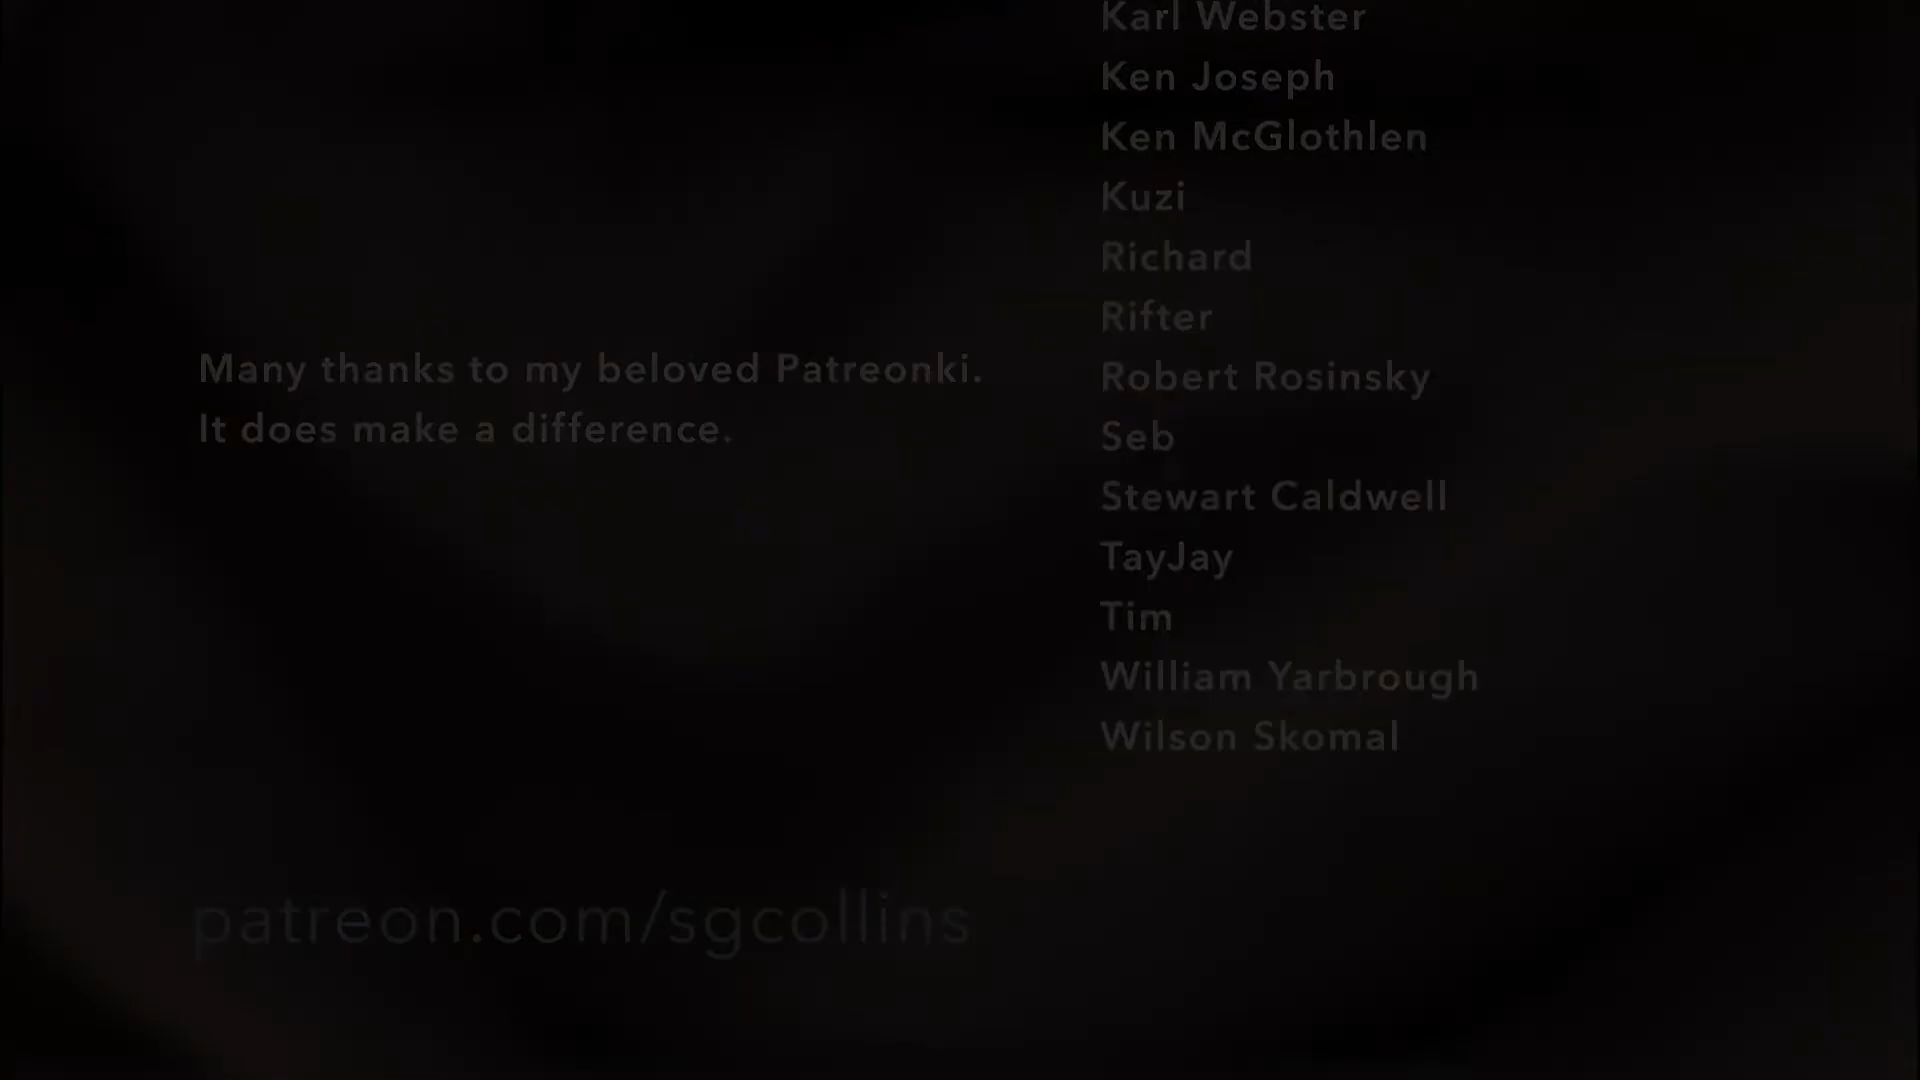 Many thanks to my beloved Patreonki.
It does make a difference.
patreon.com/sgcollins
Karl Webster
Ken Joseph
Ken McGlothlen
Kuzi
Richard
Rifter
Robert Rosinsky
Seb
Stewart Caldwell
TayJay
Tim
William Yarbrough
Wilson Skomal